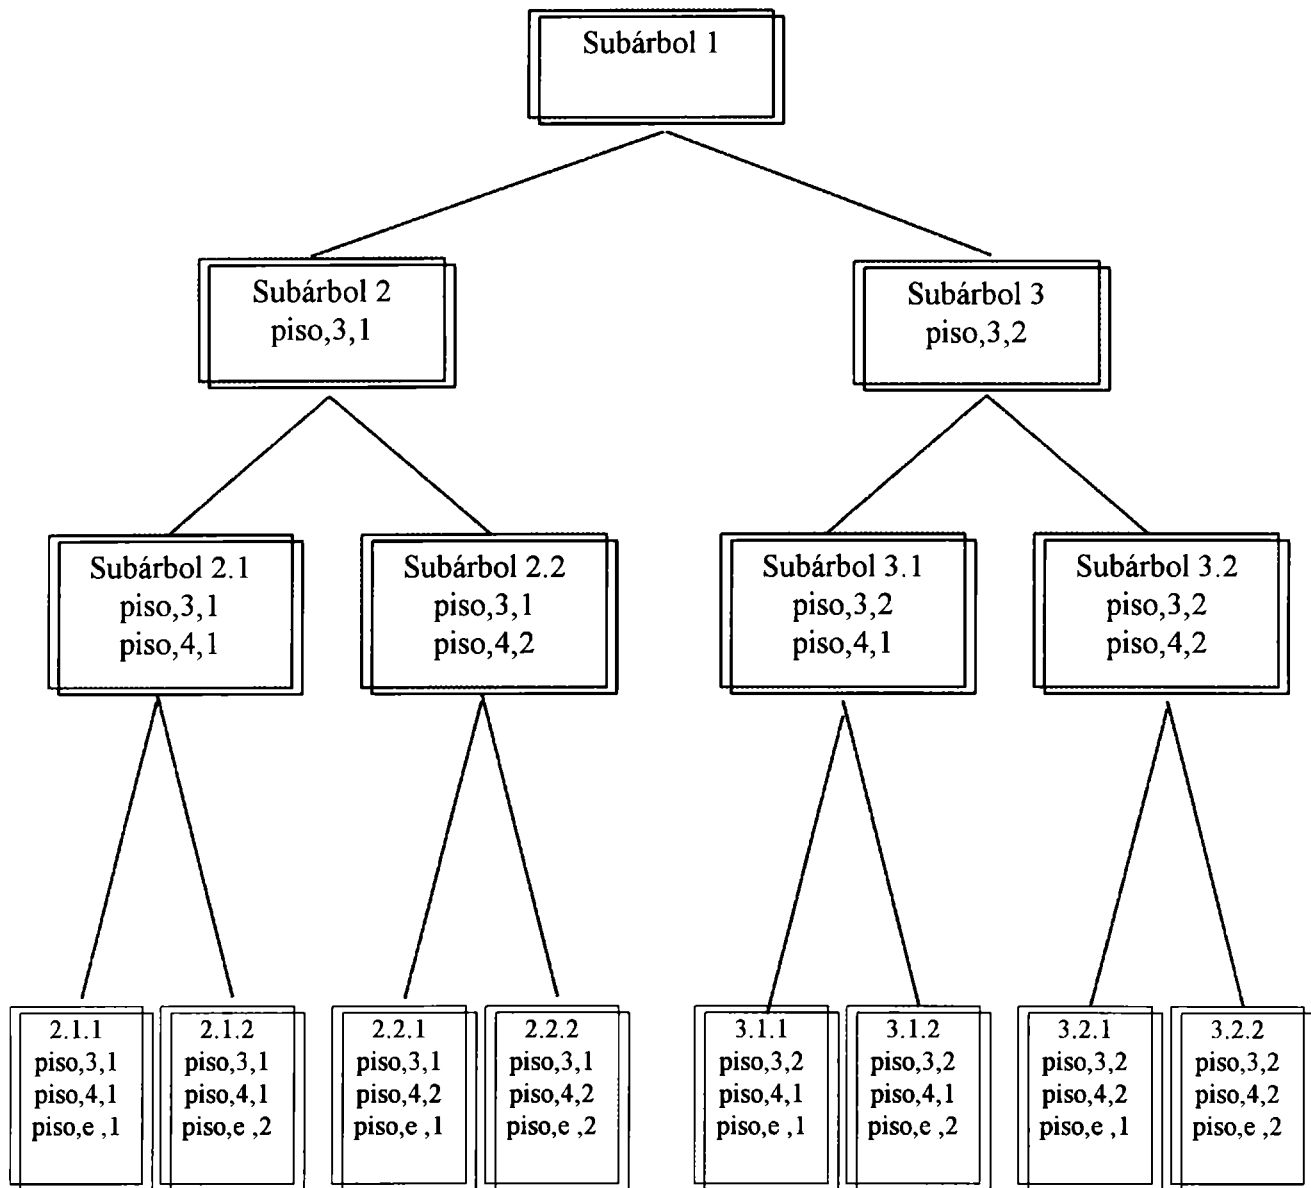 Subárbol 1
Subárbol 2
piso,3,1
Subárbol 3
piso,3,2
Subárbol 2.1
piso,3,1
piso,4,1
Subárbol 2.2
piso,3,1
piso,4,2
Subárbol 3.1
piso,3,2
piso,4,1
Subárbol 3.2
piso,3,2
piso,4,2
2.1.1
piso,3,1
piso,4,1
piso,e ,1
2.1.2
piso,3,1
piso,4,1
piso,e ,2
2.2.1
piso,3,1
piso,4,2
piso,e ,1
2.2.2
piso,3,1
piso,4,2
piso,e ,2
3.1.1
piso,3,2
piso,4,1
piso,e ,1
3.1.2
piso,3,2
piso,4,1
piso,e ,2
3.2.1
piso,3,2
piso,4,2
piso,e ,1
3.2.2
piso,3,2
piso,4,2
piso,e ,2